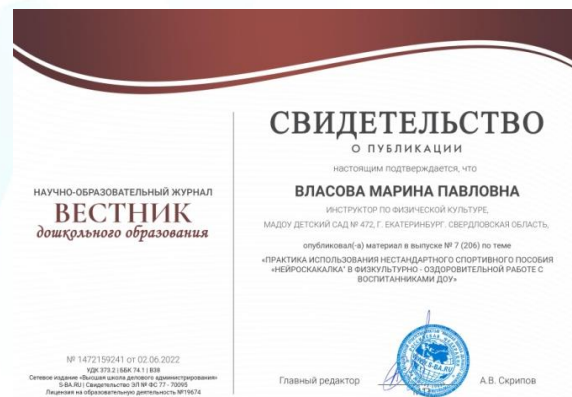 НАУЧНО-ОБРАЗОВАТЕЛЬНЫЙ ЖУРНАЛ
ВЕСТНИК
дошкольного образования
№ 1472159241 от 02.06.2022
УДК 373.2 | ББК 74.1 | В38
Сетевое издание «Высшая школа делового администрирования»
S-BA.RU | Свидетельство ЭЛ № ФС 77 - 70095
Лицензия на образовательную деятельность №19674
СВИДЕТЕЛЬСТВО
О ПУБЛИКАЦИИ
настоящим подтверждается, что
ВЛАСОВА МАРИНА ПАВЛОВНА
ИНСТРУКТОР ПО ФИЗИЧЕСКОЙ КУЛЬТУРЕ,
МАДОУ ДЕТСКИЙ САД № 472, Г. ЕКАТЕРИНБУРГ. СВЕРДЛОВСКАЯ ОБЛАСТЬ,
опубликовал(-а) материал в выпуске № 7 (206) по теме
«ПРАКТИКА ИСПОЛЬЗОВАНИЯ НЕСТАНДАРТНОГО СПОРТИВНОГО ПОСОБИЯ
«НЕЙРОСКАКАЛКА" В ФИЗКУЛЬТУРНО - ОЗДОРОВИТЕЛЬНОЙ РАБОТЕ С
ВОСПИТАННИКАМИ ДОУ»
Главный редактор
А.В. Скрипов